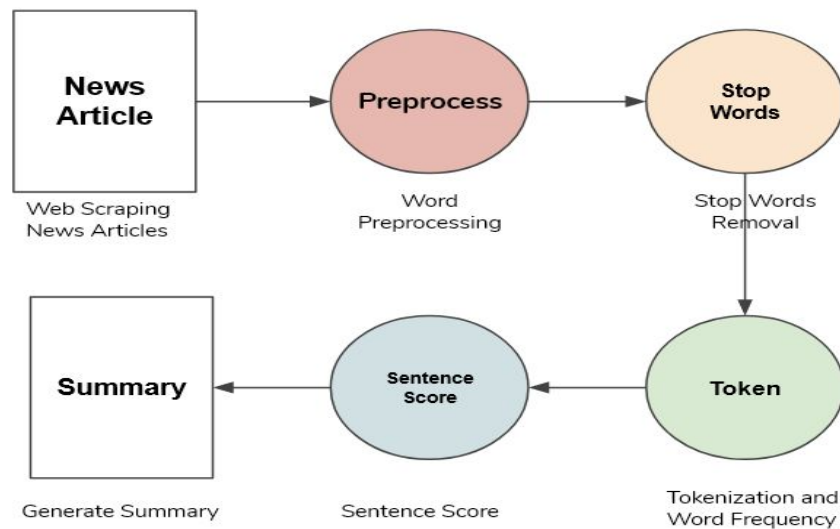 News
Article
Preprocess
Stop
Words
Web Scraping
News Articles
Word
Preprocessing
Stop Words
Removal
Summary
Sentence
Score
Token
Generate Summary
Sentence Score
Tokenization and
Word Frequency